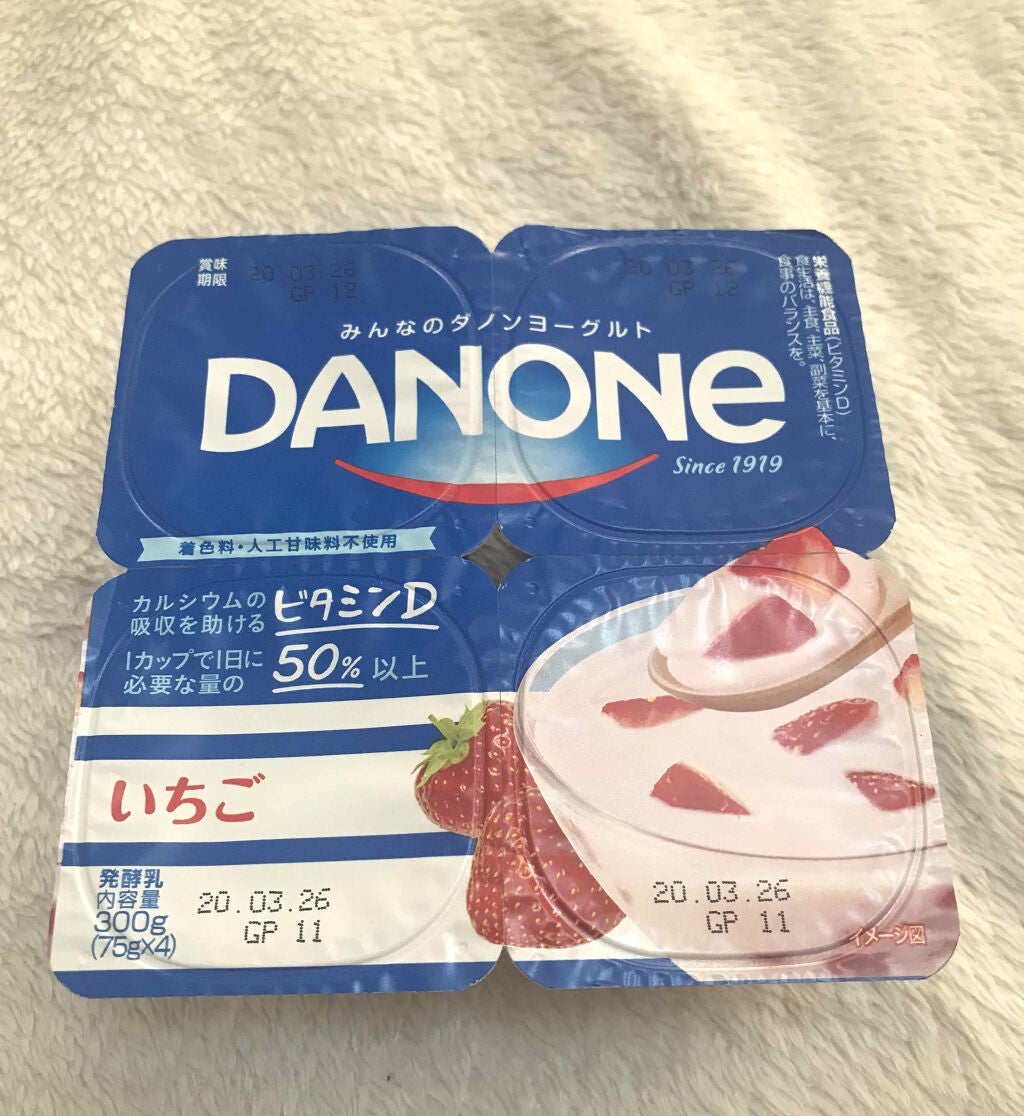 賞味
期限
20.03.26
GP 12
20 03 26
GP 12
栄養機能食品(ビタミンD)
食生活は、主食、主菜、副菜を基本に、
食事のバランスを。
みんなのダノンヨーグルト
DANONe
Since 1919
着色料・人工甘味料不使用
カルシウムの
吸収を助ける
ビタミンD
1カップで1日に
必要な量の
50%以上
いちご
発酵乳
内容量
300g
(75g×4)
20.03.26
GP 11
20.03.26
GP 11
イメージ図